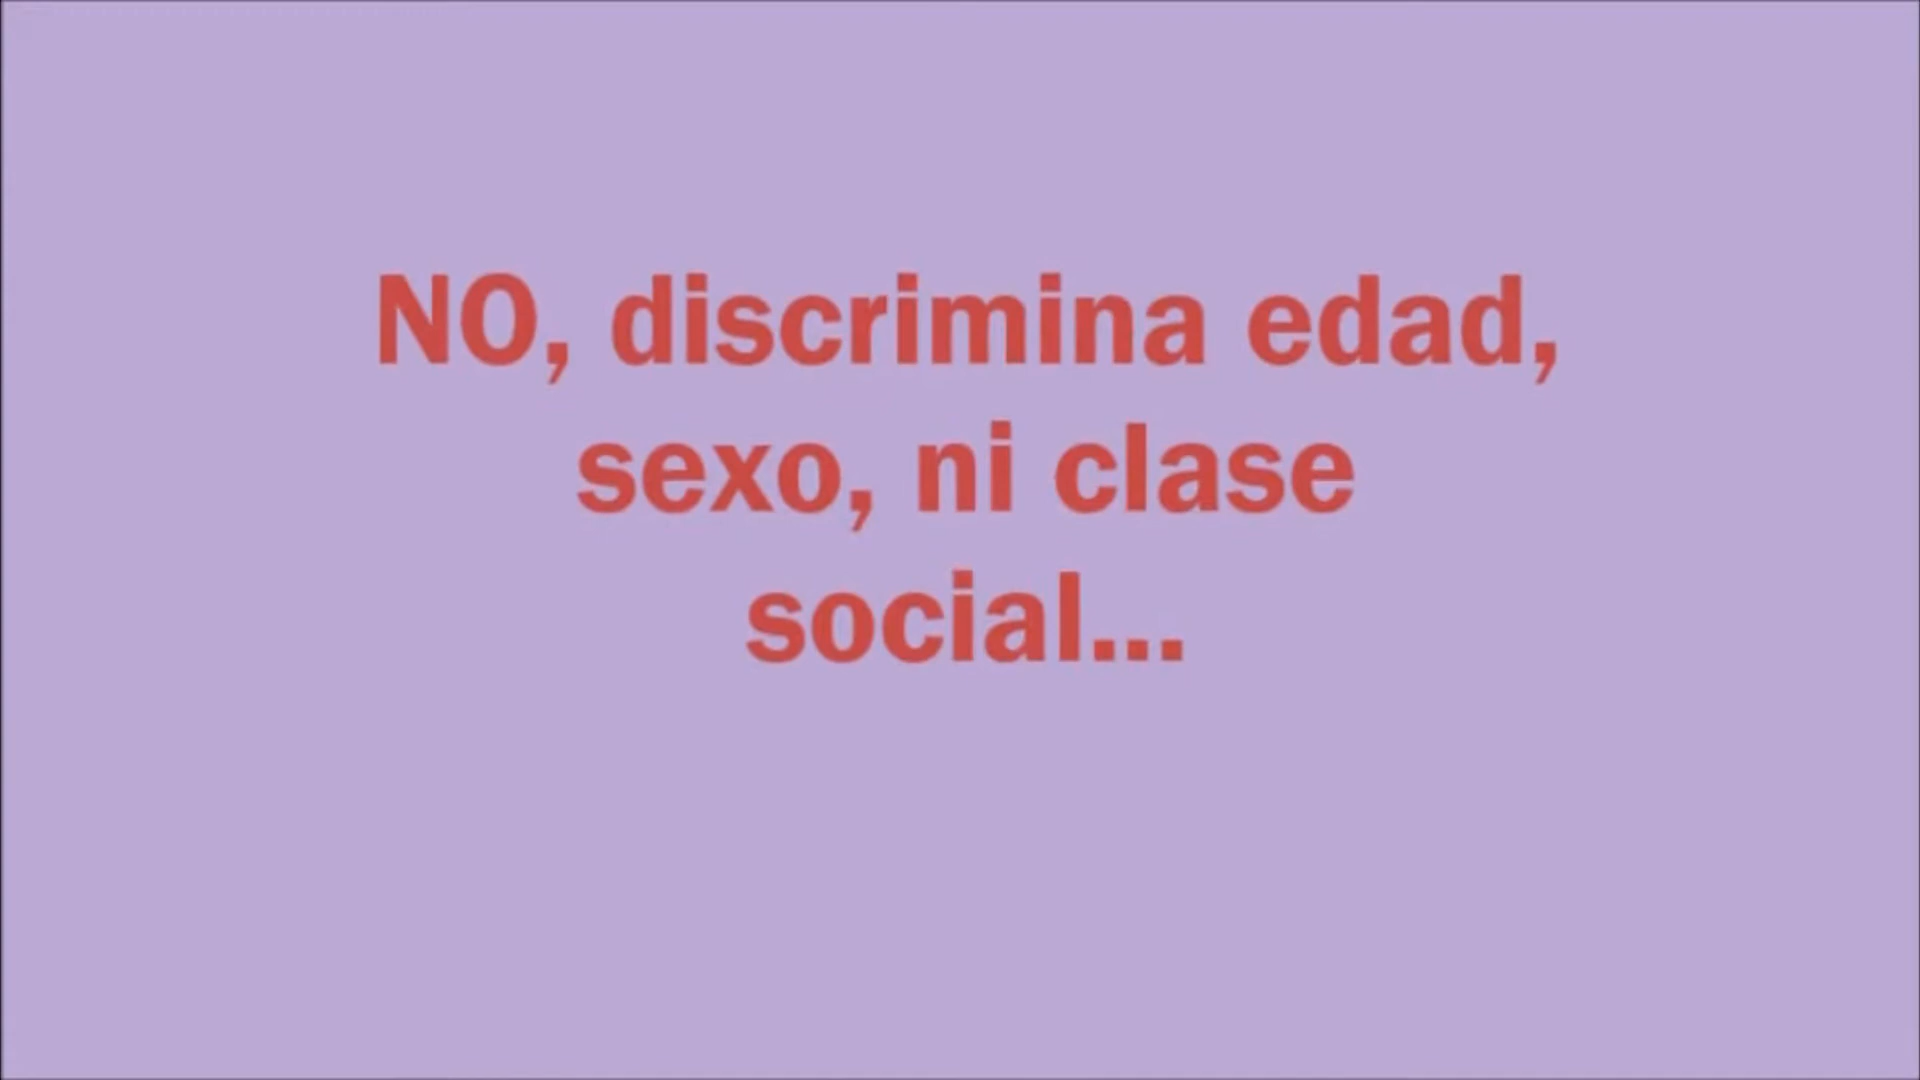 NO, discrimina edad,
sexo, ni clase
social...